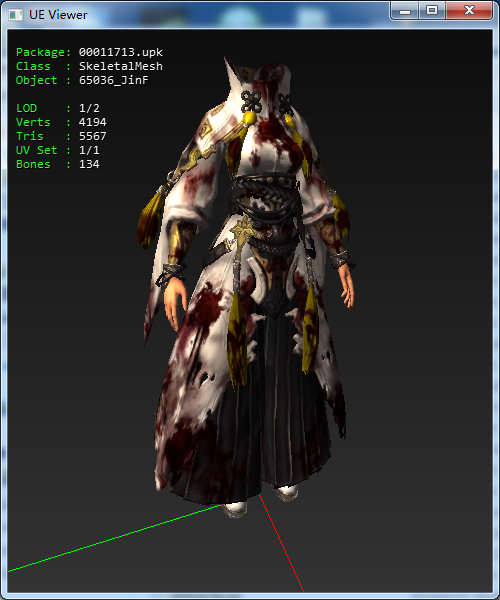 UE Viewer
Package: 00011713.upk
Class : SkeletalMesh
Object : 65036_JinF
LOD : 1/2
Verts : 4194
Tris : 5567
UV Set : 1/1
Bones : 134